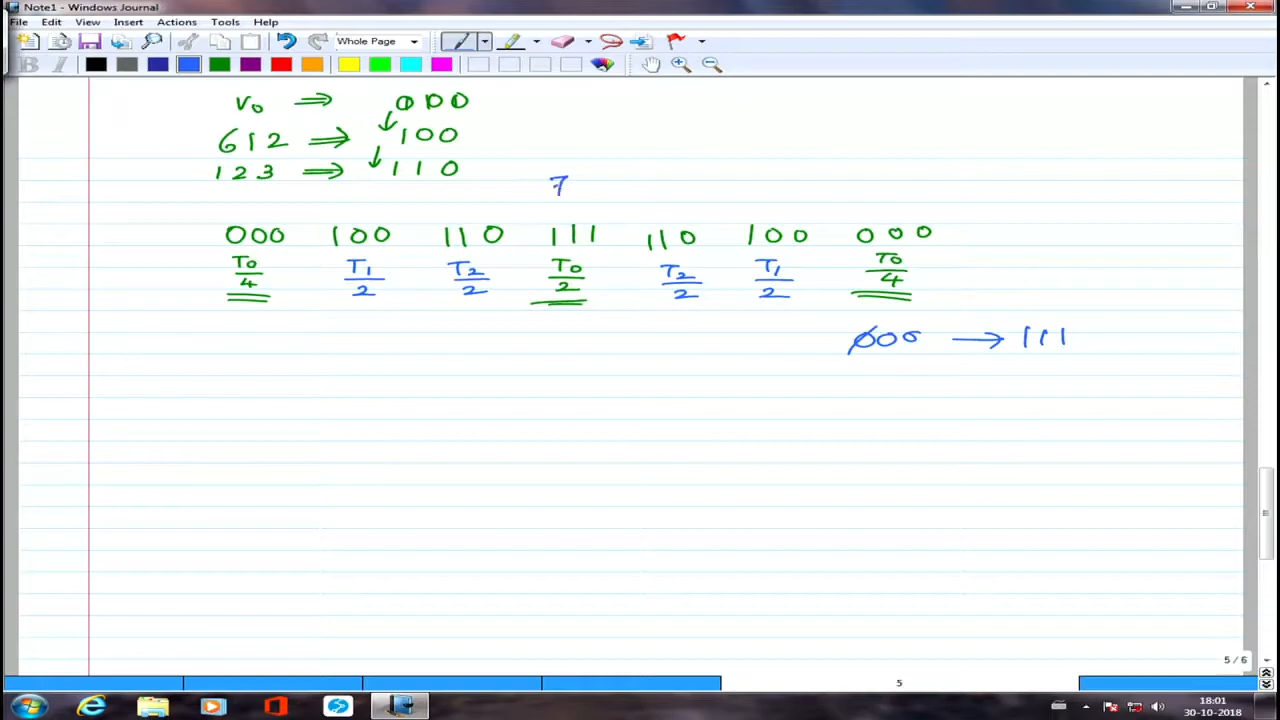 Note1 - Windows Journal
File Edit View Insert Actions Tools Help
Whole Page
B I
V0 ⇒ 000
612 ⇒ 100
123 ⇒ 110
7
000 100 110 111 110 100 000
T0/4 T1/2 T2/2 T0/2 T2/2 T1/2 T0/4
000 → 111
5 / 6
5
18:01
30-10-2018